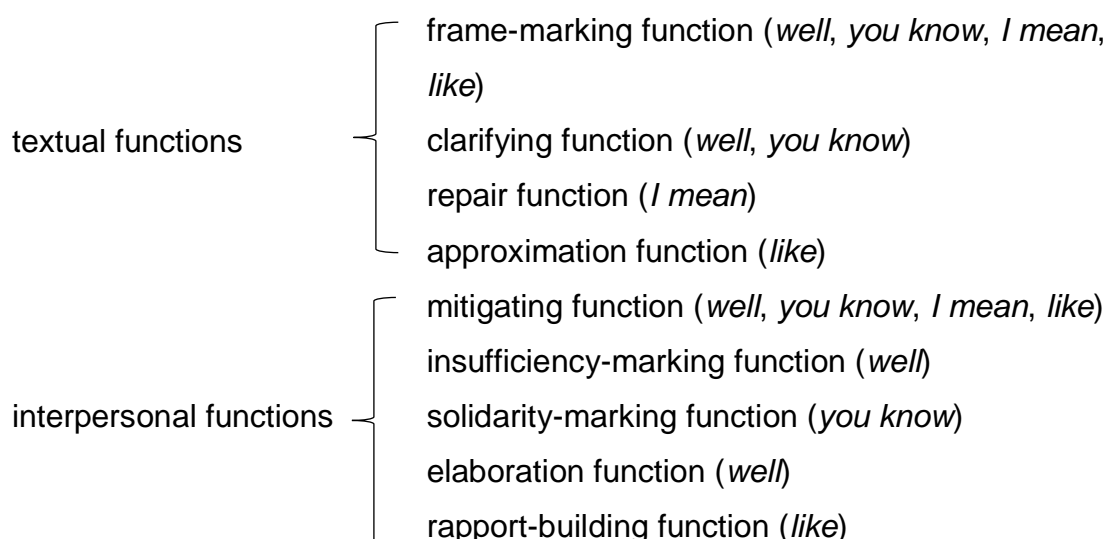 frame-marking function (well, you know, I mean,
like)
textual functions
clarifying function (well, you know)
repair function (I mean)
approximation function (like)
mitigating function (well, you know, I mean, like)
insufficiency-marking function (well)
interpersonal functions
solidarity-marking function (you know)
elaboration function (well)
rapport-building function (like)